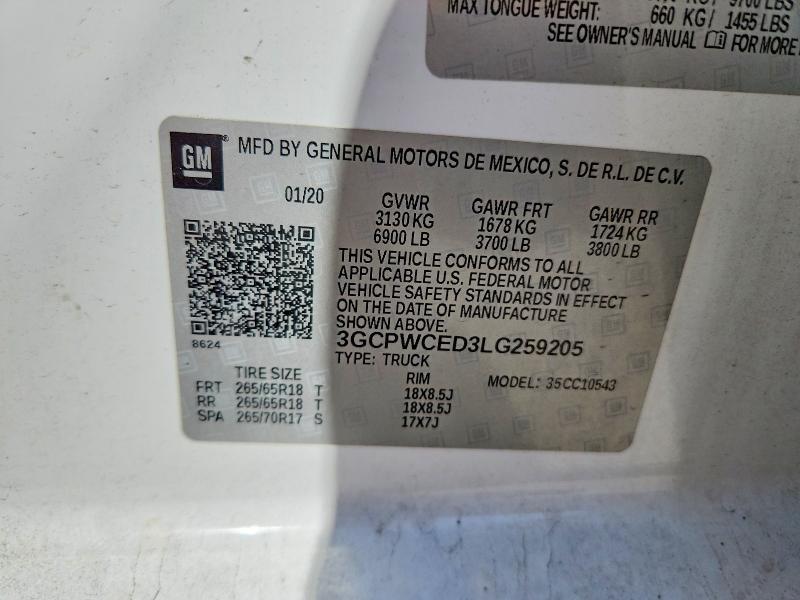 9700 LBS
MAX TONGUE WEIGHT: 660 KG/ 1455 LBS
SEE OWNER'S MANUAL FOR MORE
GM
MFD BY GENERAL MOTORS DE MEXICO, S. DE R.L. DE C.V.
01/20 GVWR GAWR FRT GAWR RR
3130 KG 1678 KG 1724 KG
6900 LB 3700 LB 3800 LB
THIS VEHICLE CONFORMS TO ALL
APPLICABLE U.S. FEDERAL MOTOR
VEHICLE SAFETY STANDARDS IN EFFECT
ON THE DATE OF MANUFACTURE
SHOWN ABOVE.
8624
3GCPWCED3LG259205
TYPE: TRUCK
TIRE SIZE RIM MODEL: 35CC10543
FRT 265/65R18 T 18X8.5J
RR 265/65R18 T 18X8.5J
SPA 265/70R17 S 17X7J